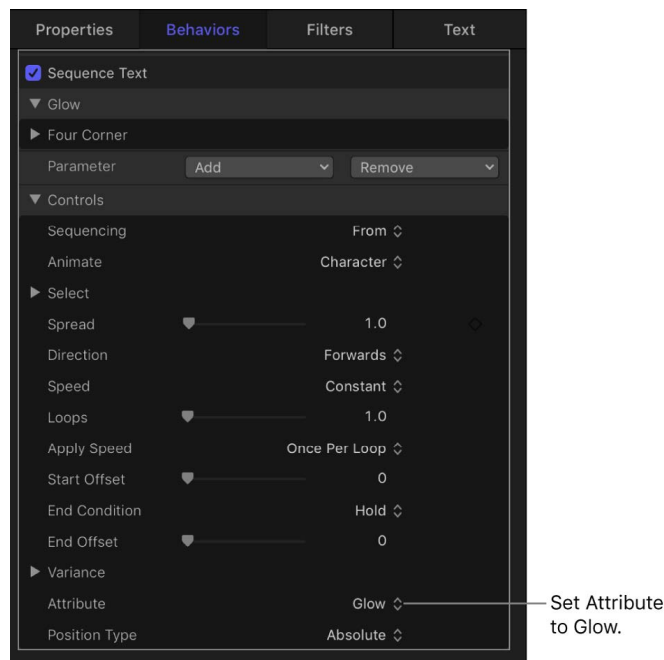 Properties Behaviors Filters Text
Sequence Text
Glow
Four Corner
Parameter Add Remove
Controls
Sequencing From
Animate Character
Select
Spread 1.0
Direction Forwards
Speed Constant
Loops 1.0
Apply Speed Once Per Loop
Start Offset 0
End Condition Hold
End Offset 0
Variance
Attribute Glow
Position Type Absolute
Set Attribute
to Glow.